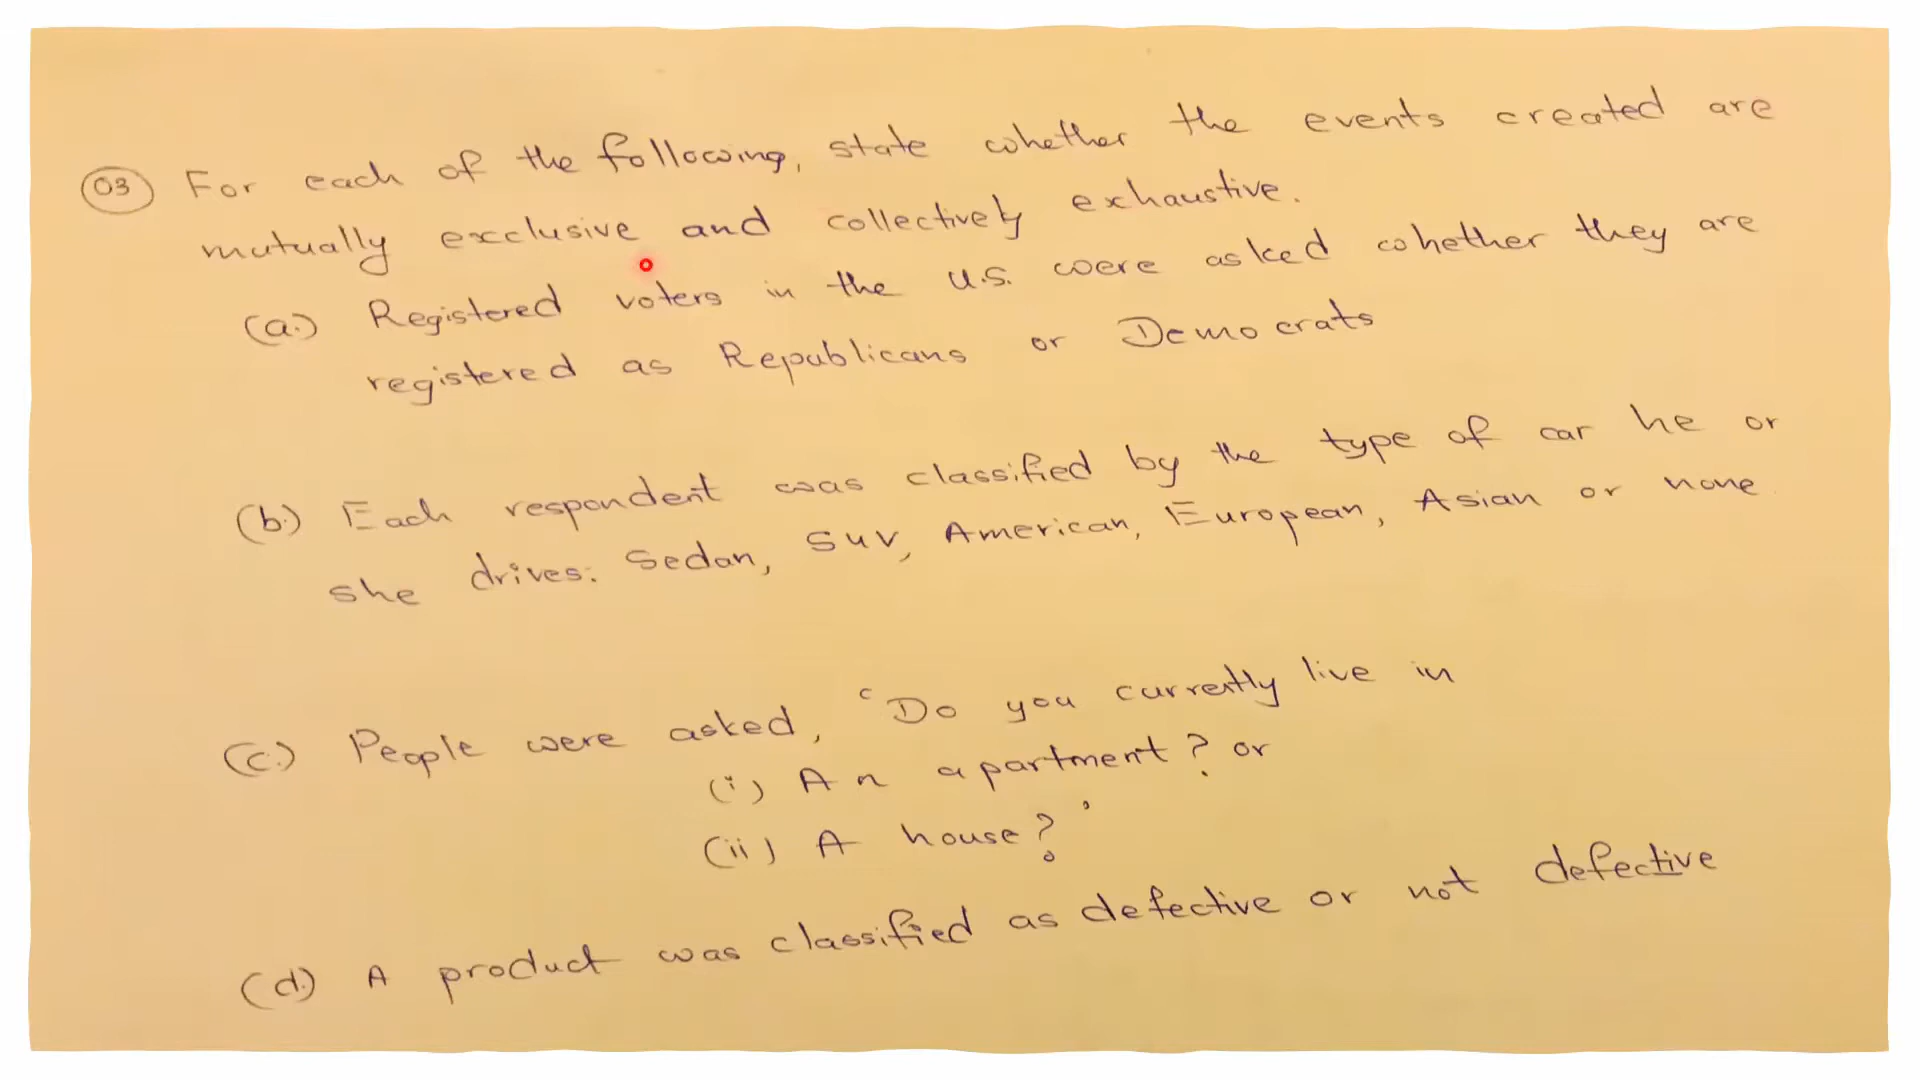 03 For each of the following, state whether the events created are
mutually exclusive and collectively exhaustive.
(a.) Registered voters in the U.S. were asked whether they are
registered as Republicans or Democrats
(b.) Each respondent was classified by the type of car he or
she drives: Sedan, SUV, American, European, Asian or none
(c.) People were asked, ‘Do you currently live in
(i) An apartment? or
(ii) A house?’
(d.) A product was classified as defective or not defective